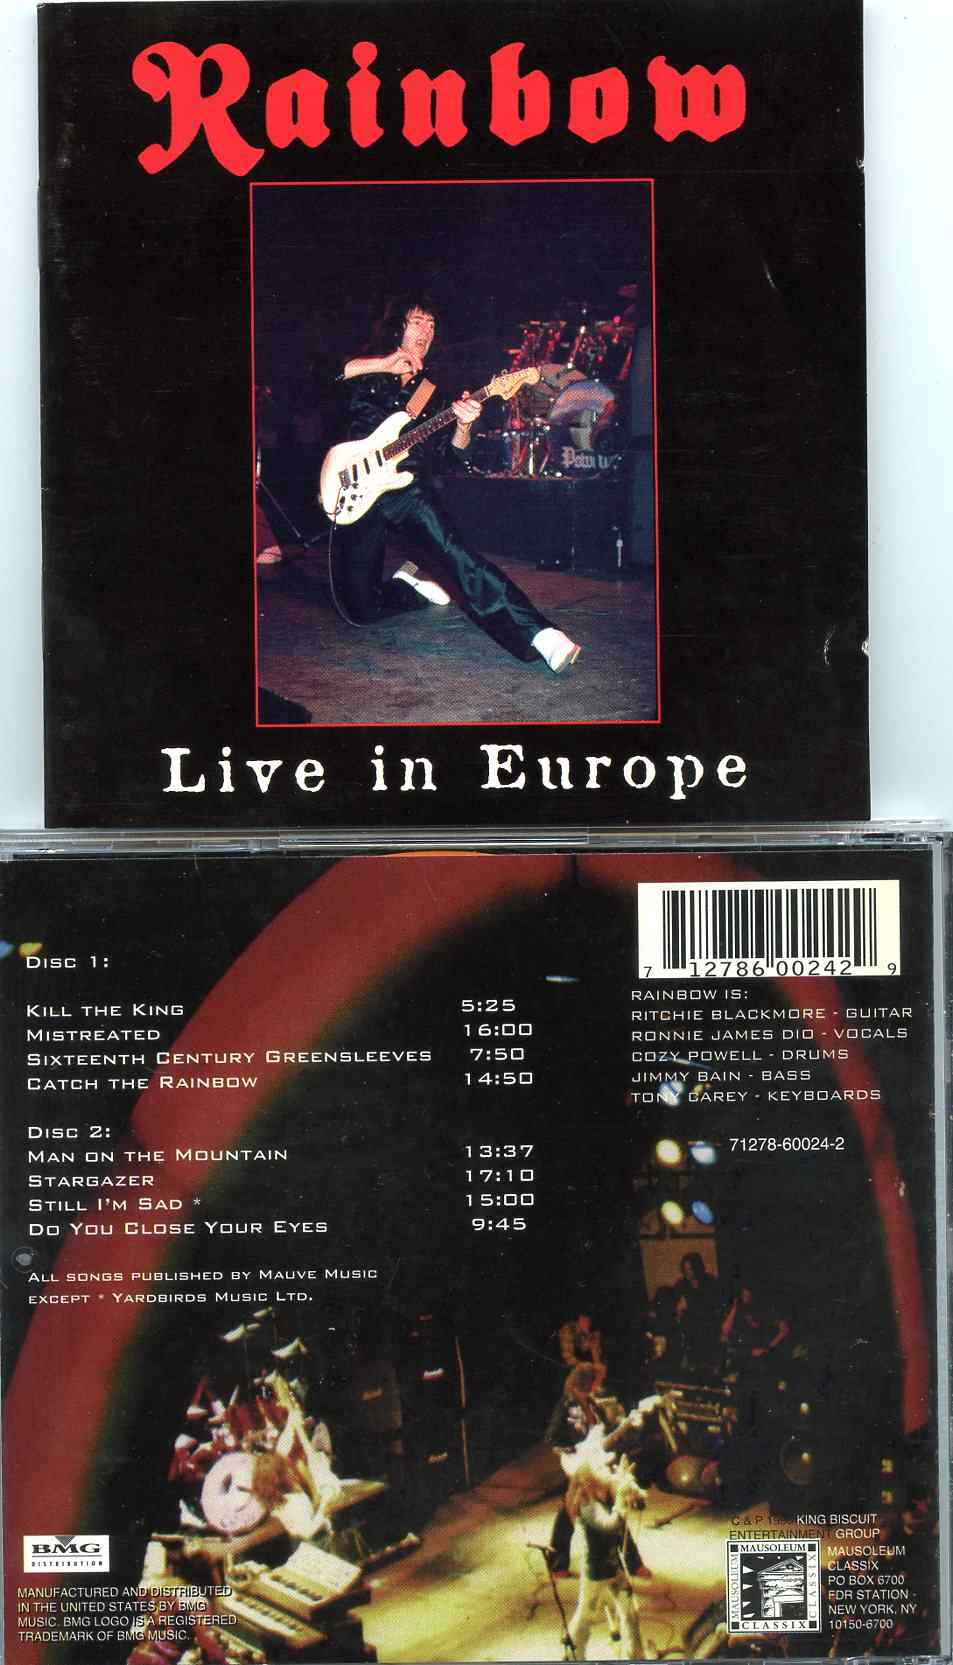 Rainbow
Powell
Live in Europe
DISC 1:
KILL THE KING 5:25
MISTREATED 16:00
SIXTEENTH CENTURY GREENSLEEVES 7:50
CATCH THE RAINBOW 14:50
DISC 2:
MAN ON THE MOUNTAIN 13:37
STARGAZER 17:10
STILL I'M SAD * 15:00
DO YOU CLOSE YOUR EYES 9:45
ALL SONGS PUBLISHED BY MAUVE MUSIC
EXCEPT * YARDBIRDS MUSIC LTD.
7 12786 00242 9
RAINBOW IS:
RITCHIE BLACKMORE - GUITAR
RONNIE JAMES DIO - VOCALS
COZY POWELL - DRUMS
JIMMY BAIN - BASS
TONY CAREY - KEYBOARDS
71278-60024-2
BMG
DISTRIBUTION
MANUFACTURED AND DISTRIBUTED
IN THE UNITED STATES BY BMG
MUSIC. BMG LOGO IS A REGISTERED
TRADEMARK OF BMG MUSIC.
C & P KING BISCUIT
ENTERTAINMENT GROUP
MAUSOLEUM
MAUSOLEUM
CLASSIX
CLASSIX
MAUSOLEUM
CLASSIX
PO BOX 6700
FDR STATION -
NEW YORK, NY
10150-6700